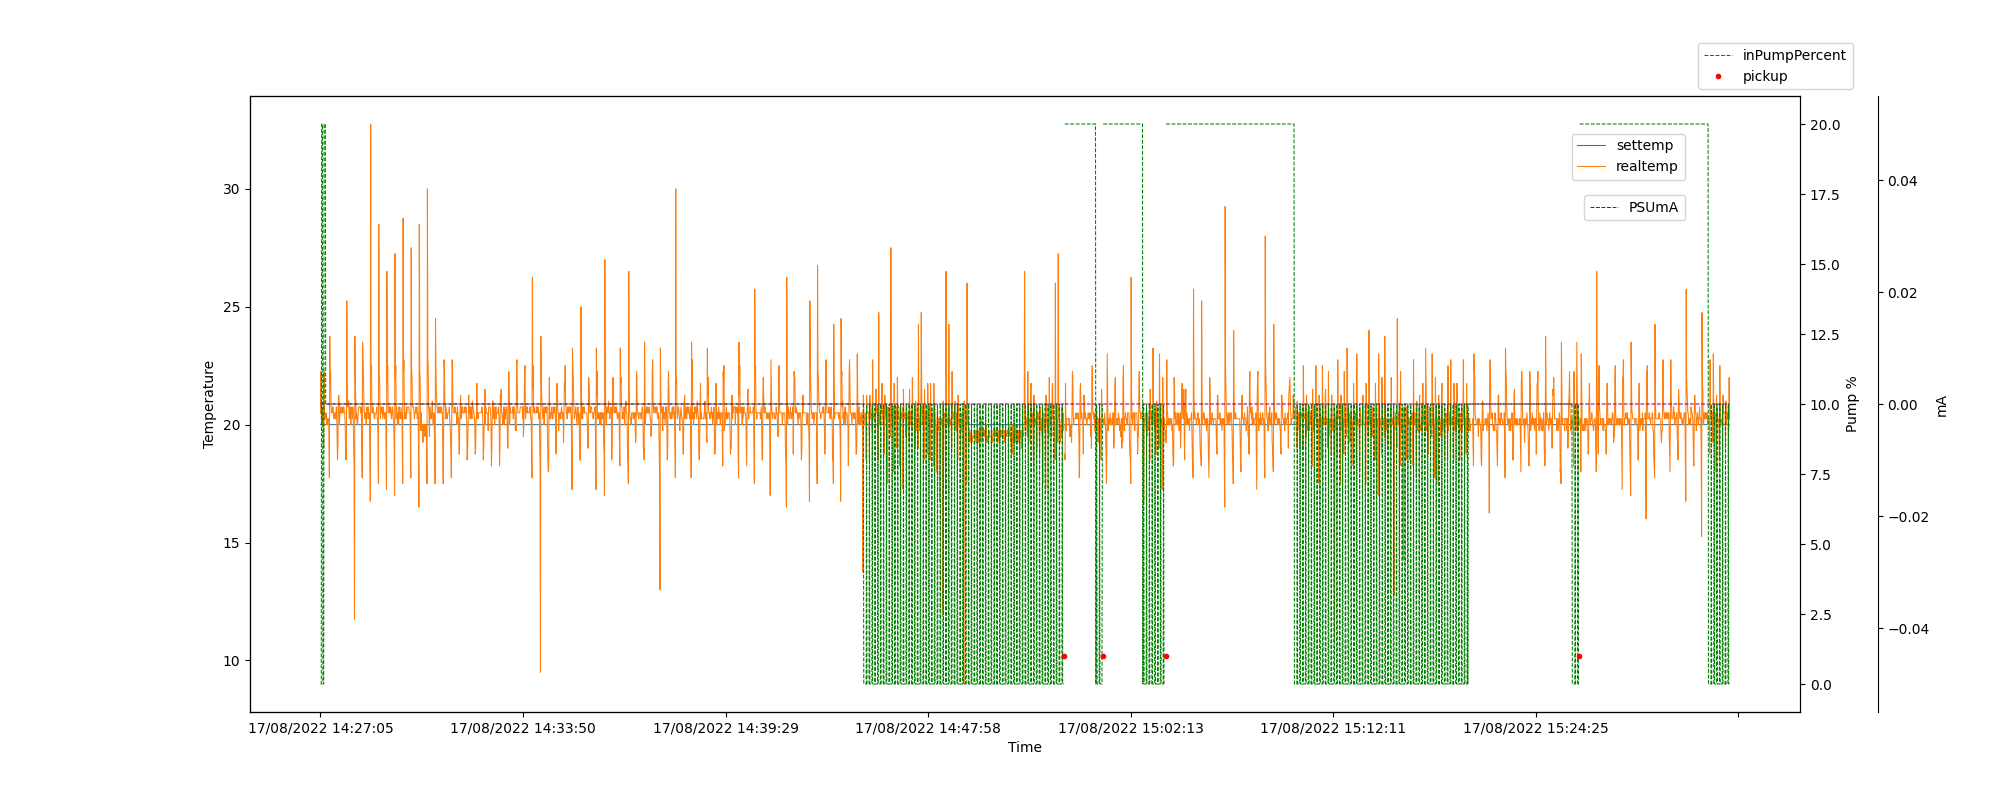 inPumpPercent
pickup
settemp
realtemp
PSUmA
Temperature
30
25
20
15
10
20.0
17.5
15.0
12.5
10.0
7.5
5.0
2.5
0.0
Pump %
0.04
0.02
0.00
−0.02
−0.04
mA
17/08/2022 14:27:05
17/08/2022 14:33:50
17/08/2022 14:39:29
17/08/2022 14:47:58
17/08/2022 15:02:13
17/08/2022 15:12:11
17/08/2022 15:24:25
Time